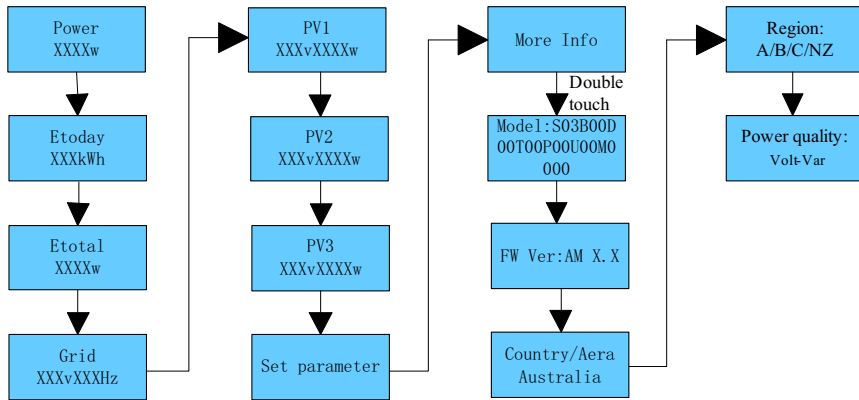 Power
XXXXw
Etoday
XXXkWh
Etotal
XXXXw
Grid
XXXvXXXHz
PV1
XXXvXXXXw
PV2
XXXvXXXXw
PV3
XXXvXXXXw
Set parameter
More Info
Double
touch
Model:S03B00D
00T00P00U00M0
000
FW Ver:AM X.X
Country/Aera
Australia
Region:
A/B/C/NZ
Power quality:
Volt-Var